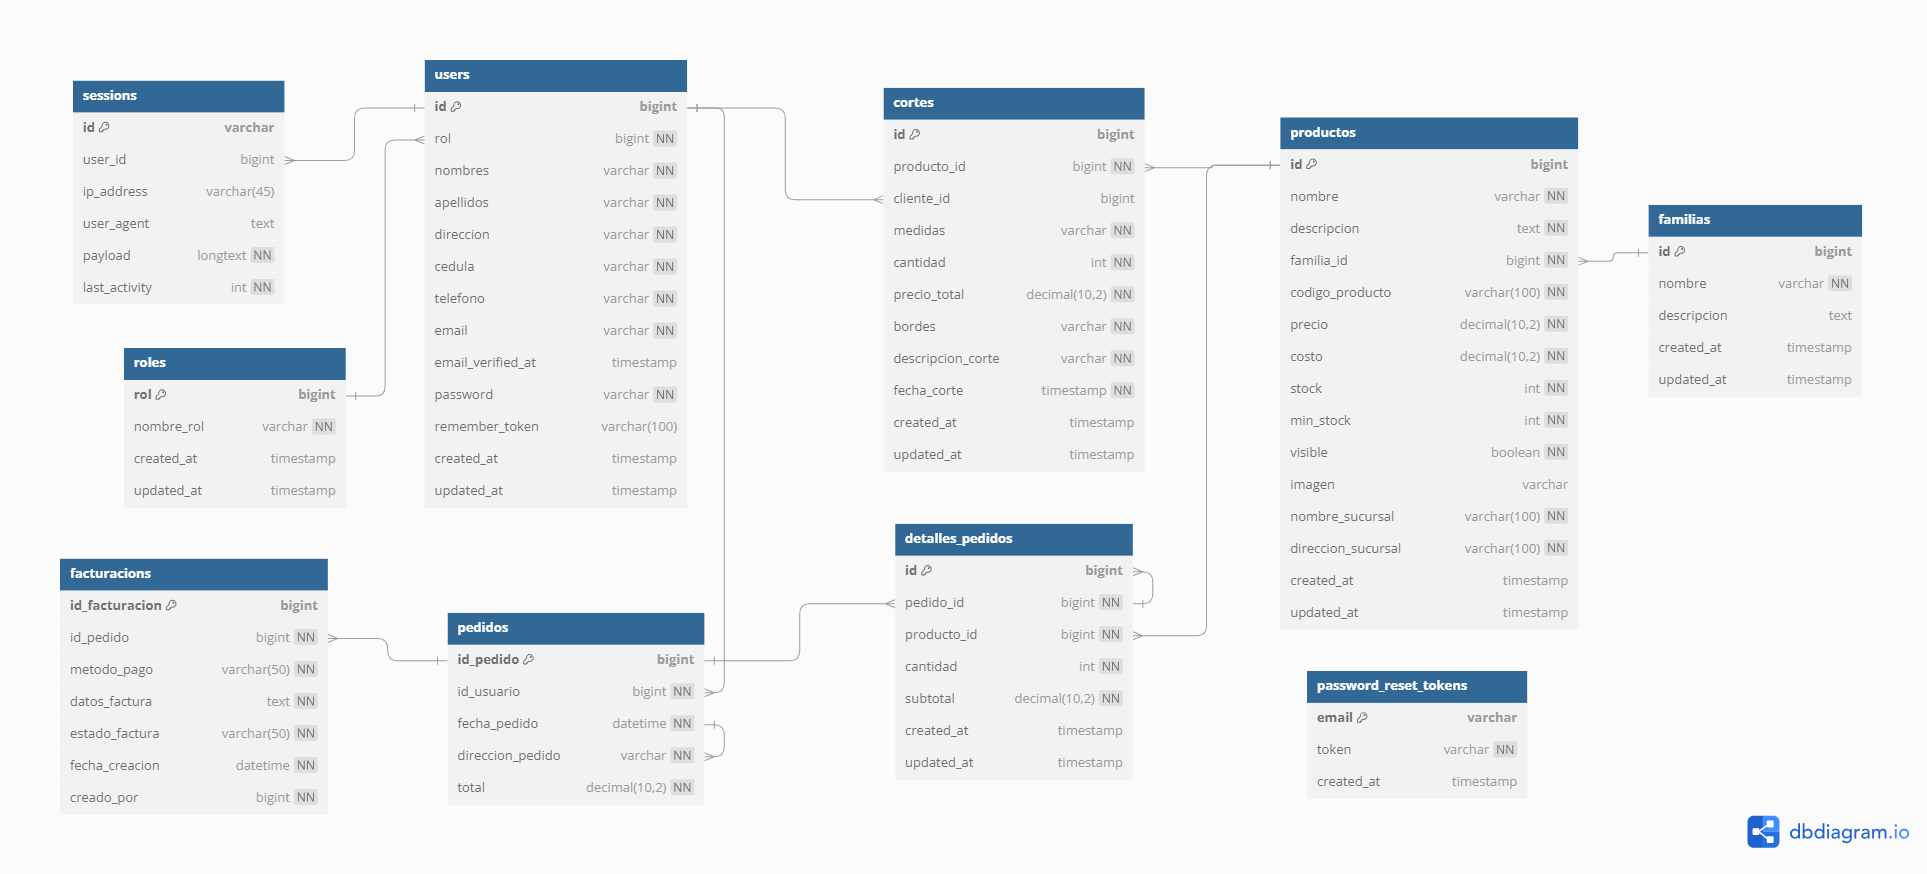 sessions
id varchar
user_id bigint
ip_address varchar(45)
user_agent text
payload longtext NN
last_activity int NN
roles
rol bigint
nombre_rol varchar NN
created_at timestamp
updated_at timestamp
facturacions
id_facturacion bigint
id_pedido bigint NN
metodo_pago varchar(50) NN
datos_factura text NN
estado_factura varchar(50) NN
fecha_creacion datetime NN
creado_por bigint NN
users
id bigint
rol bigint NN
nombres varchar NN
apellidos varchar NN
direccion varchar NN
cedula varchar NN
telefono varchar NN
email varchar NN
email_verified_at timestamp
password varchar NN
remember_token varchar(100)
created_at timestamp
updated_at timestamp
pedidos
id_pedido bigint
id_usuario bigint NN
fecha_pedido datetime NN
direccion_pedido varchar NN
total decimal(10,2) NN
cortes
id bigint
producto_id bigint NN
cliente_id bigint
medidas varchar NN
cantidad int NN
precio_total decimal(10,2) NN
bordes varchar NN
descripcion_corte varchar NN
fecha_corte timestamp NN
created_at timestamp
updated_at timestamp
detalles_pedidos
id bigint
pedido_id bigint NN
producto_id bigint NN
cantidad int NN
subtotal decimal(10,2) NN
created_at timestamp
updated_at timestamp
productos
id bigint
nombre varchar NN
descripcion text NN
familia_id bigint NN
codigo_producto varchar(100) NN
precio decimal(10,2) NN
costo decimal(10,2) NN
stock int NN
min_stock int NN
visible boolean NN
imagen varchar
nombre_sucursal varchar(100) NN
direccion_sucursal varchar(100) NN
created_at timestamp
updated_at timestamp
familias
id bigint
nombre varchar NN
descripcion text
created_at timestamp
updated_at timestamp
password_reset_tokens
email varchar
token varchar NN
created_at timestamp
dbdiagram.io